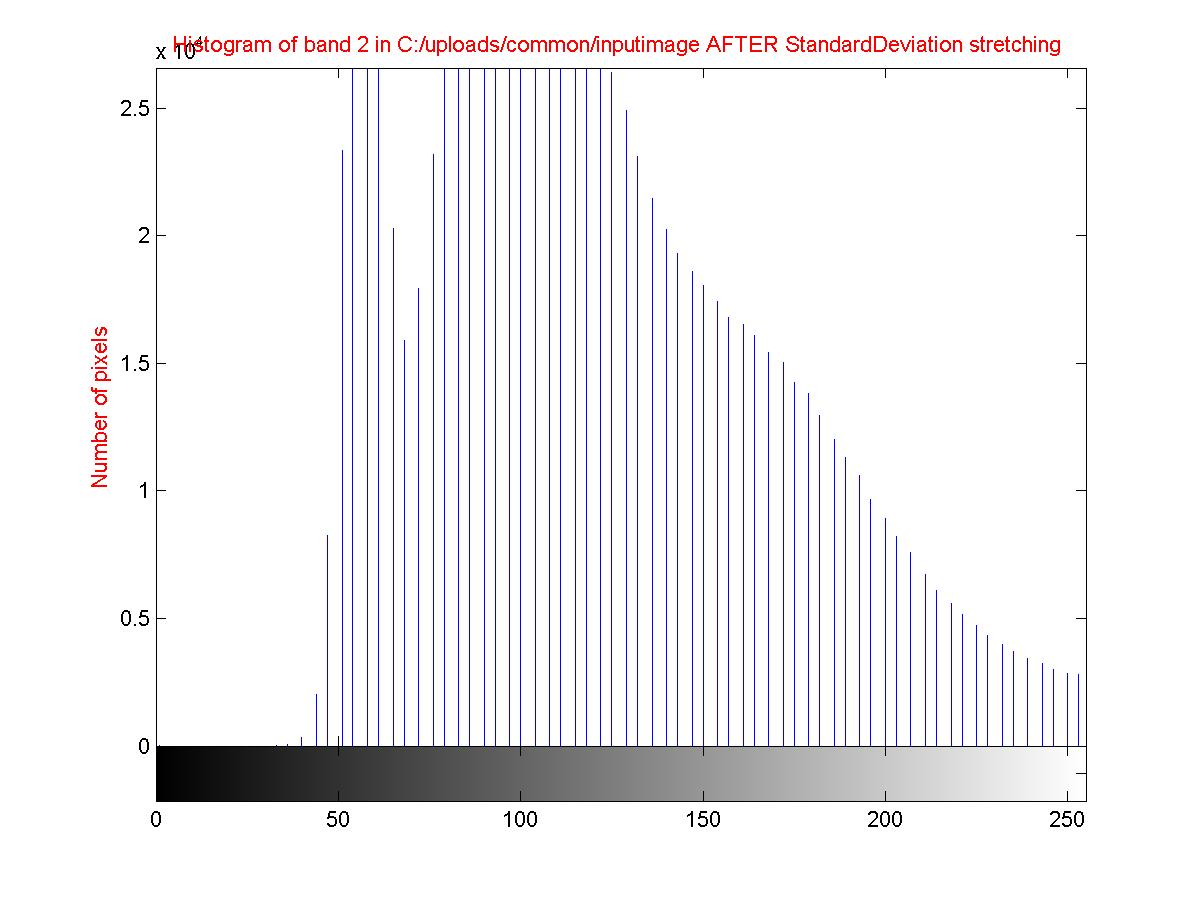 Histogram of band 2 in C:/uploads/common/inputimage AFTER StandardDeviation stretching
x 10^4
2.5
2
1.5
1
0.5
0
Number of pixels
0 50 100 150 200 250